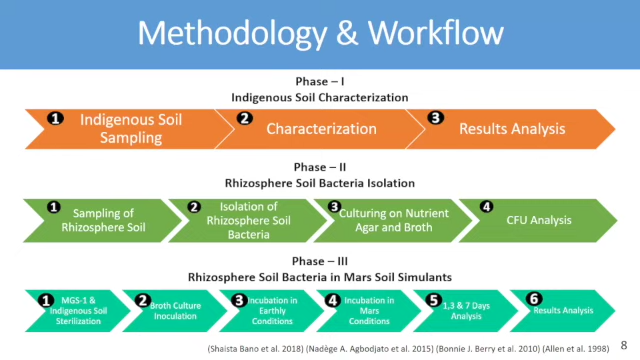 Methodology & Workflow
Phase – I
Indigenous Soil Characterization
1 Indigenous Soil
Sampling
2 Characterization
3 Results Analysis
Phase – II
Rhizosphere Soil Bacteria Isolation
1 Sampling of
Rhizosphere Soil
2 Isolation of
Rhizosphere Soil
Bacteria
3 Culturing on Nutrient
Agar and Broth
4 CFU Analysis
Phase – III
Rhizosphere Soil Bacteria in Mars Soil Simulants
1 MGS-1 &
Indigenous Soil
Sterilization
2 Broth Culture
Inoculation
3 Incubation in
Earthly
Conditions
4 Incubation in
Mars
Conditions
5 1,3 & 7 Days
Analysis
6 Results Analysis
(Shaista Bano et al. 2018) (Nadège A. Agbodjato et al. 2015) (Bonnie J. Berry et al. 2010) (Allen et al. 1998)
8